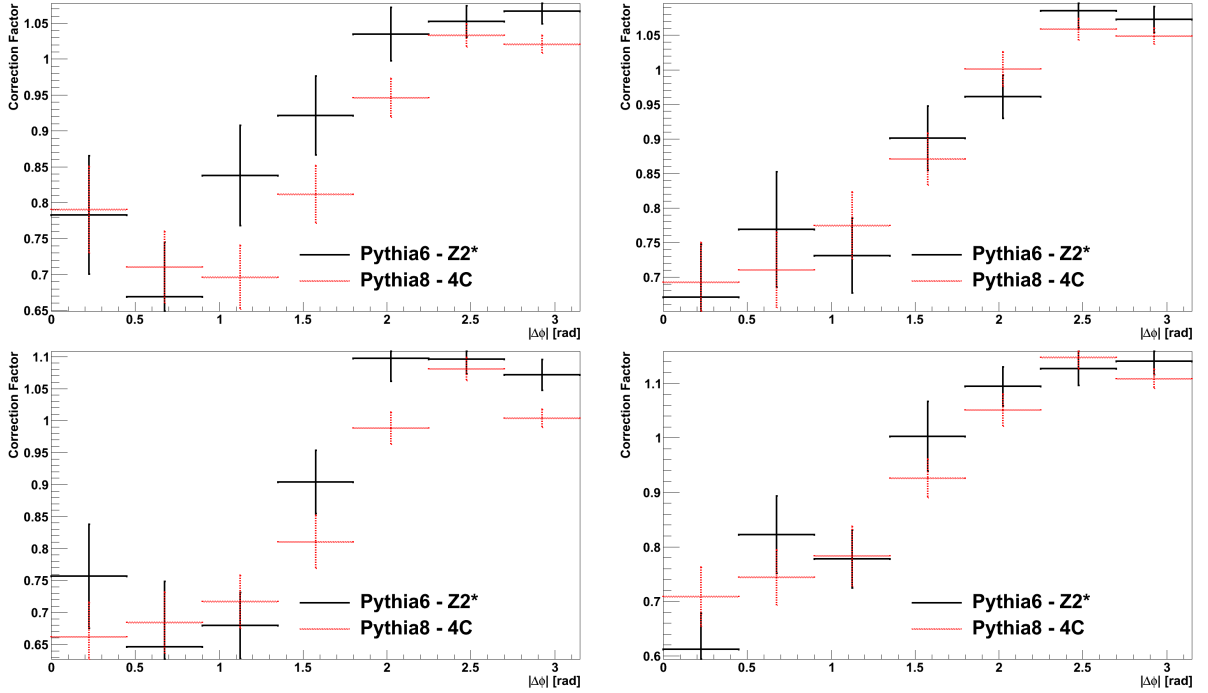 Correction Factor
1.05
1
0.95
0.9
0.85
0.8
0.75
0.7
0.65
Pythia6 - Z2*
Pythia8 - 4C
0 0.5 1 1.5 2 2.5 3
|Δϕ| [rad]
Correction Factor
1.05
1
0.95
0.9
0.85
0.8
0.75
0.7
Pythia6 - Z2*
Pythia8 - 4C
0 0.5 1 1.5 2 2.5 3
|Δϕ| [rad]
Correction Factor
1.1
1.05
1
0.95
0.9
0.85
0.8
0.75
0.7
0.65
Pythia6 - Z2*
Pythia8 - 4C
0 0.5 1 1.5 2 2.5 3
|Δϕ| [rad]
Correction Factor
1.1
1
0.9
0.8
0.7
0.6
Pythia6 - Z2*
Pythia8 - 4C
0 0.5 1 1.5 2 2.5 3
|Δϕ| [rad]